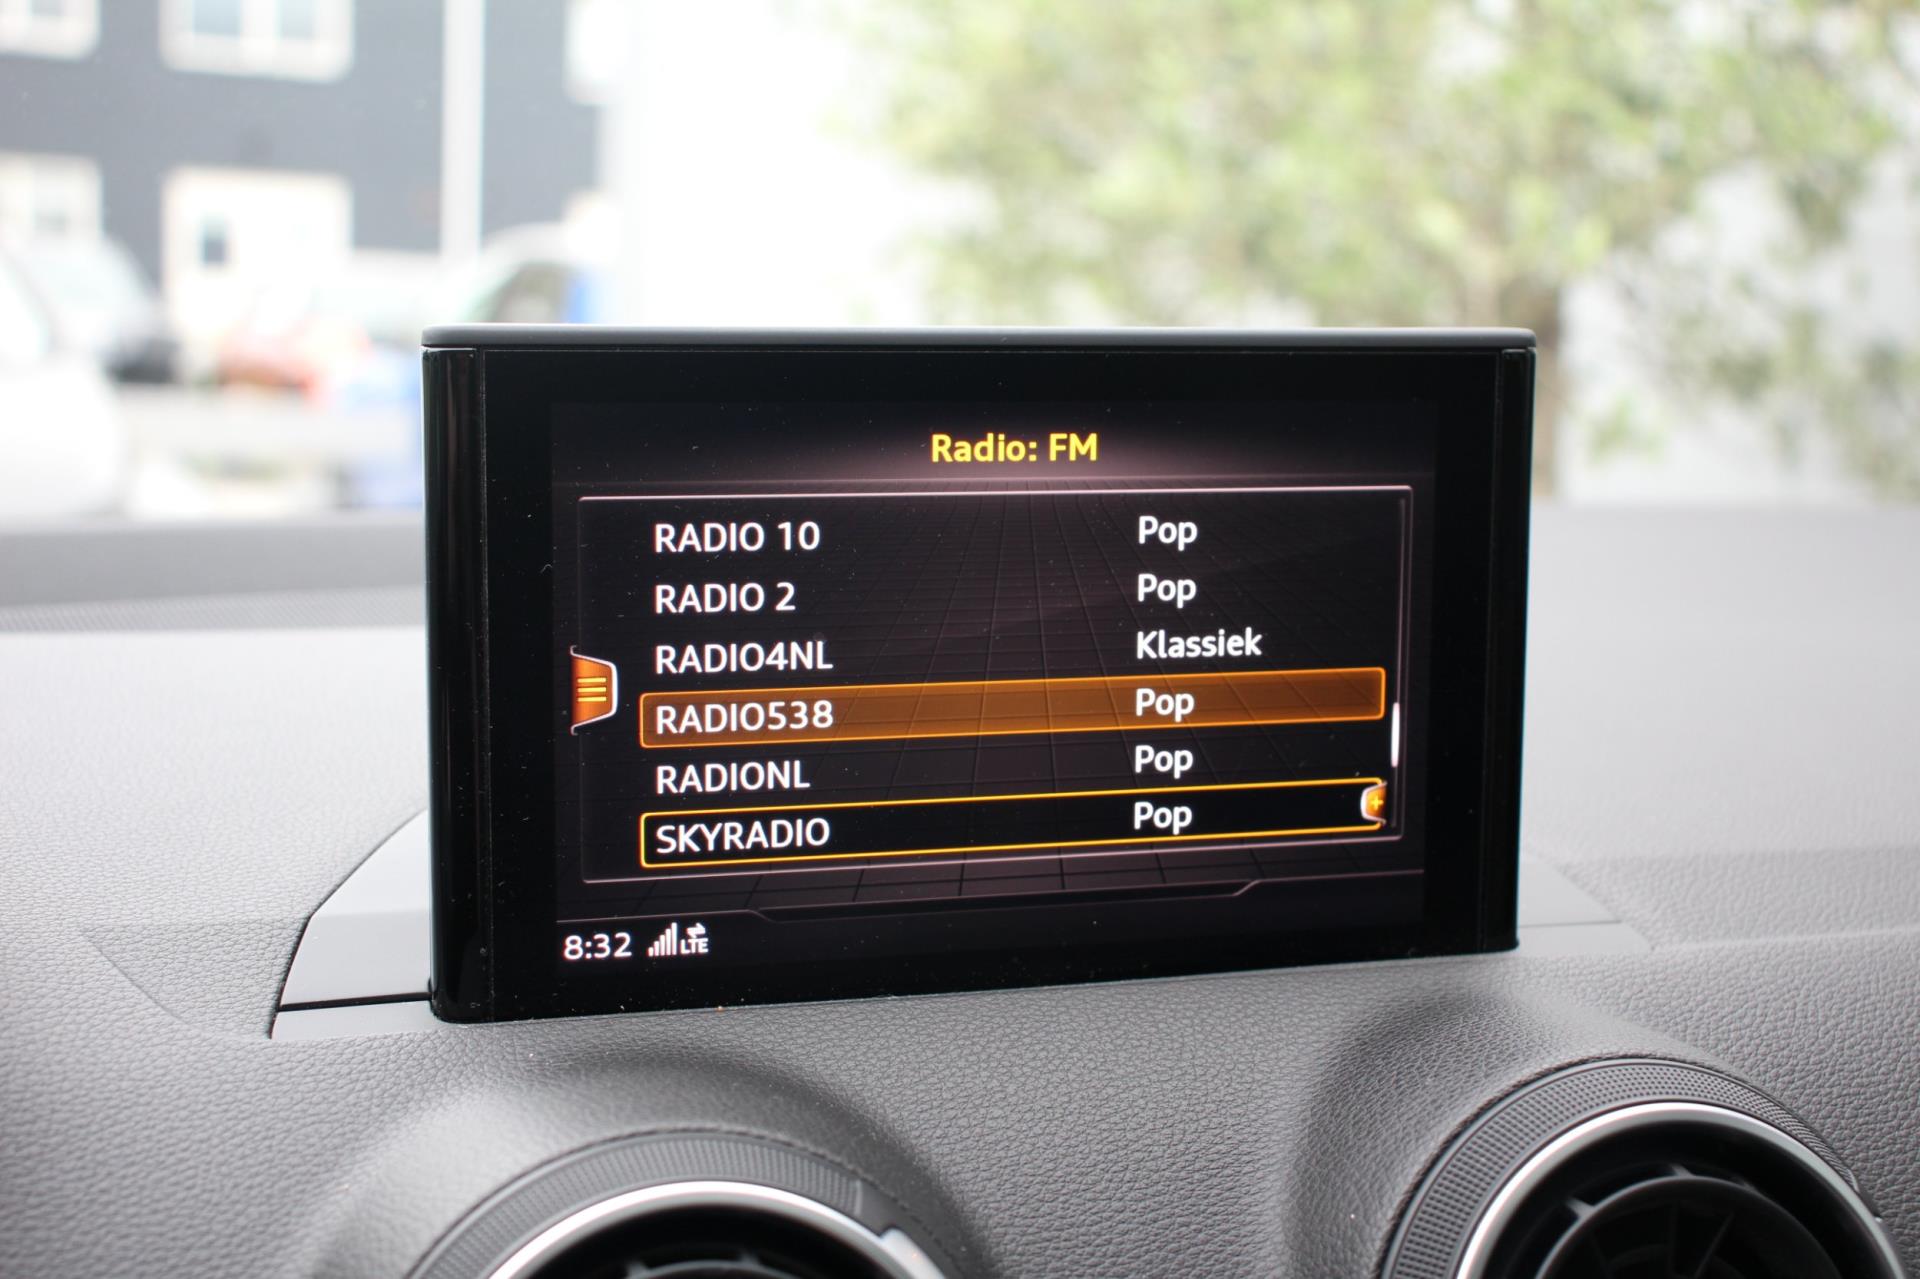 Radio: FM
RADIO 10 Pop
RADIO 2 Pop
RADIO4NL Klassiek
RADIO538 Pop
RADIONL Pop
SKYRADIO Pop
8:32 LTE